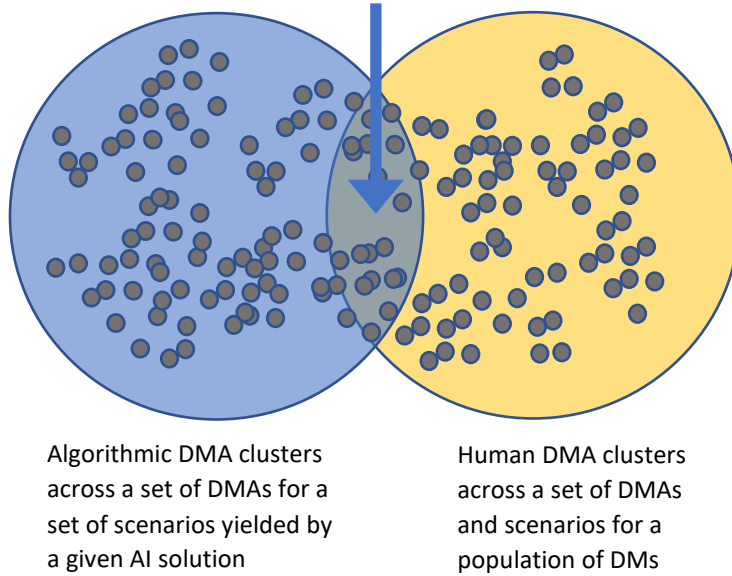 Algorithmic DMA clusters
across a set of DMAs for a
set of scenarios yielded by
a given AI solution
Human DMA clusters
across a set of DMAs
and scenarios for a
population of DMs